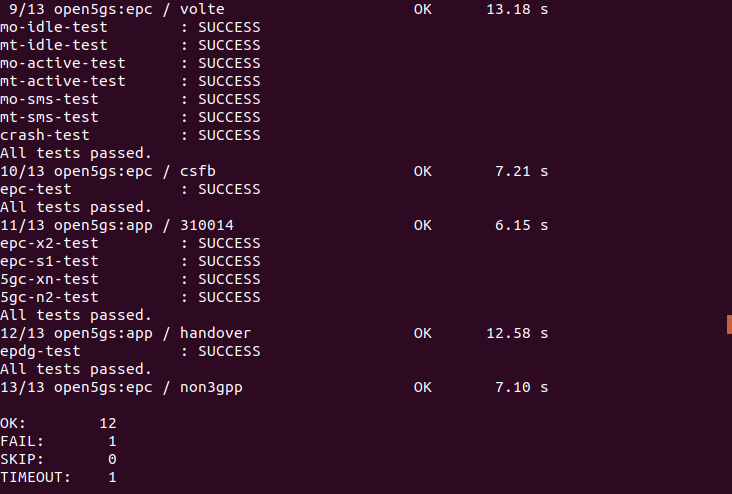 9/13 open5gs:epc / volte                        OK      13.18 s
mo-idle-test        : SUCCESS
mt-idle-test        : SUCCESS
mo-active-test      : SUCCESS
mt-active-test      : SUCCESS
mo-sms-test         : SUCCESS
mt-sms-test         : SUCCESS
crash-test          : SUCCESS
All tests passed.
10/13 open5gs:epc / csfb                         OK       7.21 s
epc-test            : SUCCESS
All tests passed.
11/13 open5gs:app / 310014                       OK       6.15 s
epc-x2-test         : SUCCESS
epc-s1-test         : SUCCESS
5gc-xn-test         : SUCCESS
5gc-n2-test         : SUCCESS
All tests passed.
12/13 open5gs:app / handover                     OK      12.58 s
epdg-test           : SUCCESS
All tests passed.
13/13 open5gs:epc / non3gpp                      OK       7.10 s

OK:        12
FAIL:       1
SKIP:       0
TIMEOUT:    1